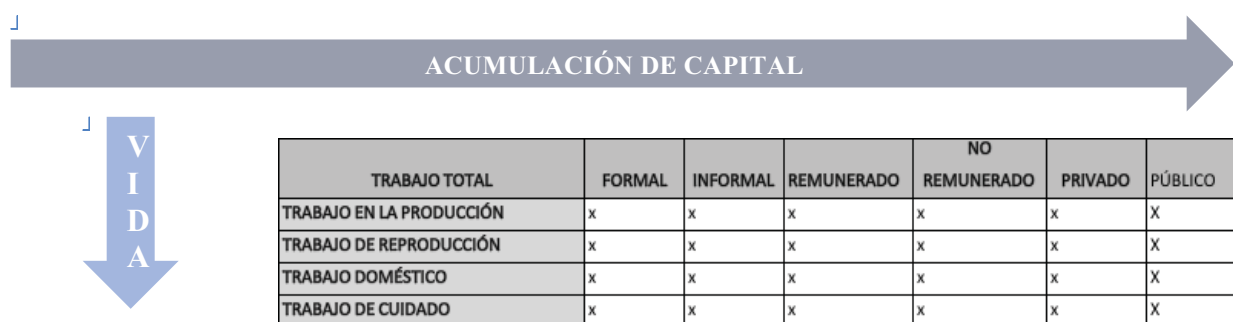 ACUMULACIÓN DE CAPITAL
V
I
D
A
TRABAJO TOTAL FORMAL INFORMAL REMUNERADO NO REMUNERADO PRIVADO PÚBLICO
TRABAJO EN LA PRODUCCIÓN x x x x x X
TRABAJO DE REPRODUCCIÓN x x x x x X
TRABAJO DOMÉSTICO x x x x x X
TRABAJO DE CUIDADO x x x x x X